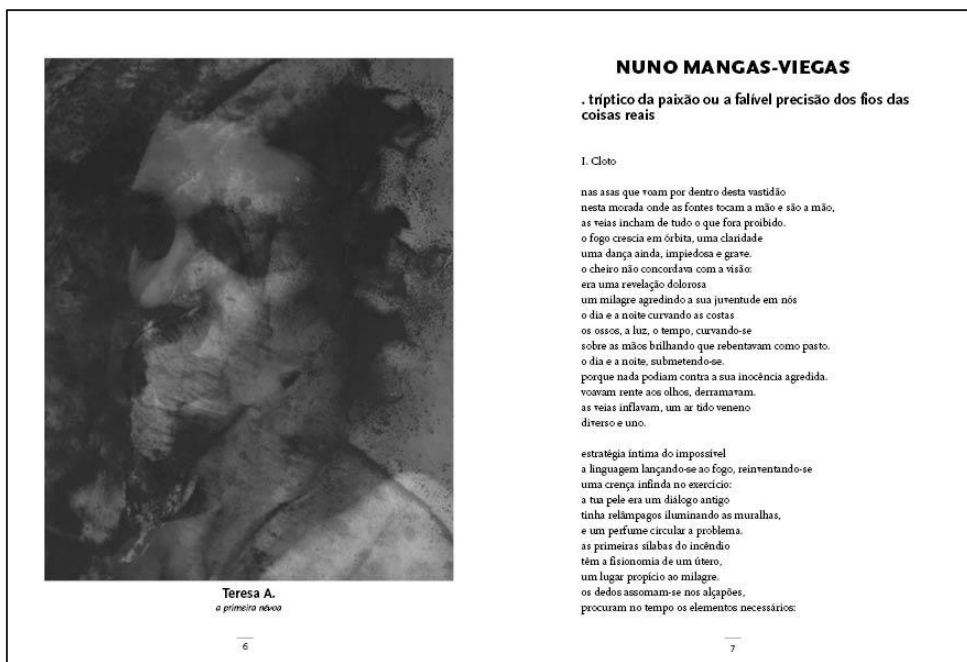 Teresa A.
a primeira névoa
6
NUNO MANGAS-VIEGAS
. tríptico da paixão ou a falível precisão dos fios das
coisas reais
I. Cloto
nas asas que voam por dentro desta vastidão
nesta morada onde as fontes tocam a mão e são a mão,
as veias incham de tudo o que fora proibido.
o fogo crescia em órbita, uma claridade
uma dança ainda, impiedosa e grave.
o cheiro não concordava com a visão:
era uma revelação dolorosa
um milagre agredindo a sua juventude em nós
o dia e a noite curvando as costas
os ossos, a luz, o tempo, curvando-se
sobre as mãos brilhando que rebentavam como pasto.
o dia e a noite, submetendo-se.
porque nada podiam contra a sua inocência agredida.
voavam rente aos olhos, derramavam.
as veias inflavam, um ar tido veneno
diverso e uno.
estratégia íntima do impossível
a linguagem lançando-se ao fogo, reinventando-se
uma crença infinda no exercício:
a tua pele era um diálogo antigo
tinha relâmpagos iluminando as muralhas,
e um perfume circular a problema.
as primeiras sílabas do incêndio
têm a fisionomia de um útero,
um lugar propício ao milagre.
os dedos assomam-se nos alçapões,
procuram no tempo os elementos necessários:
7